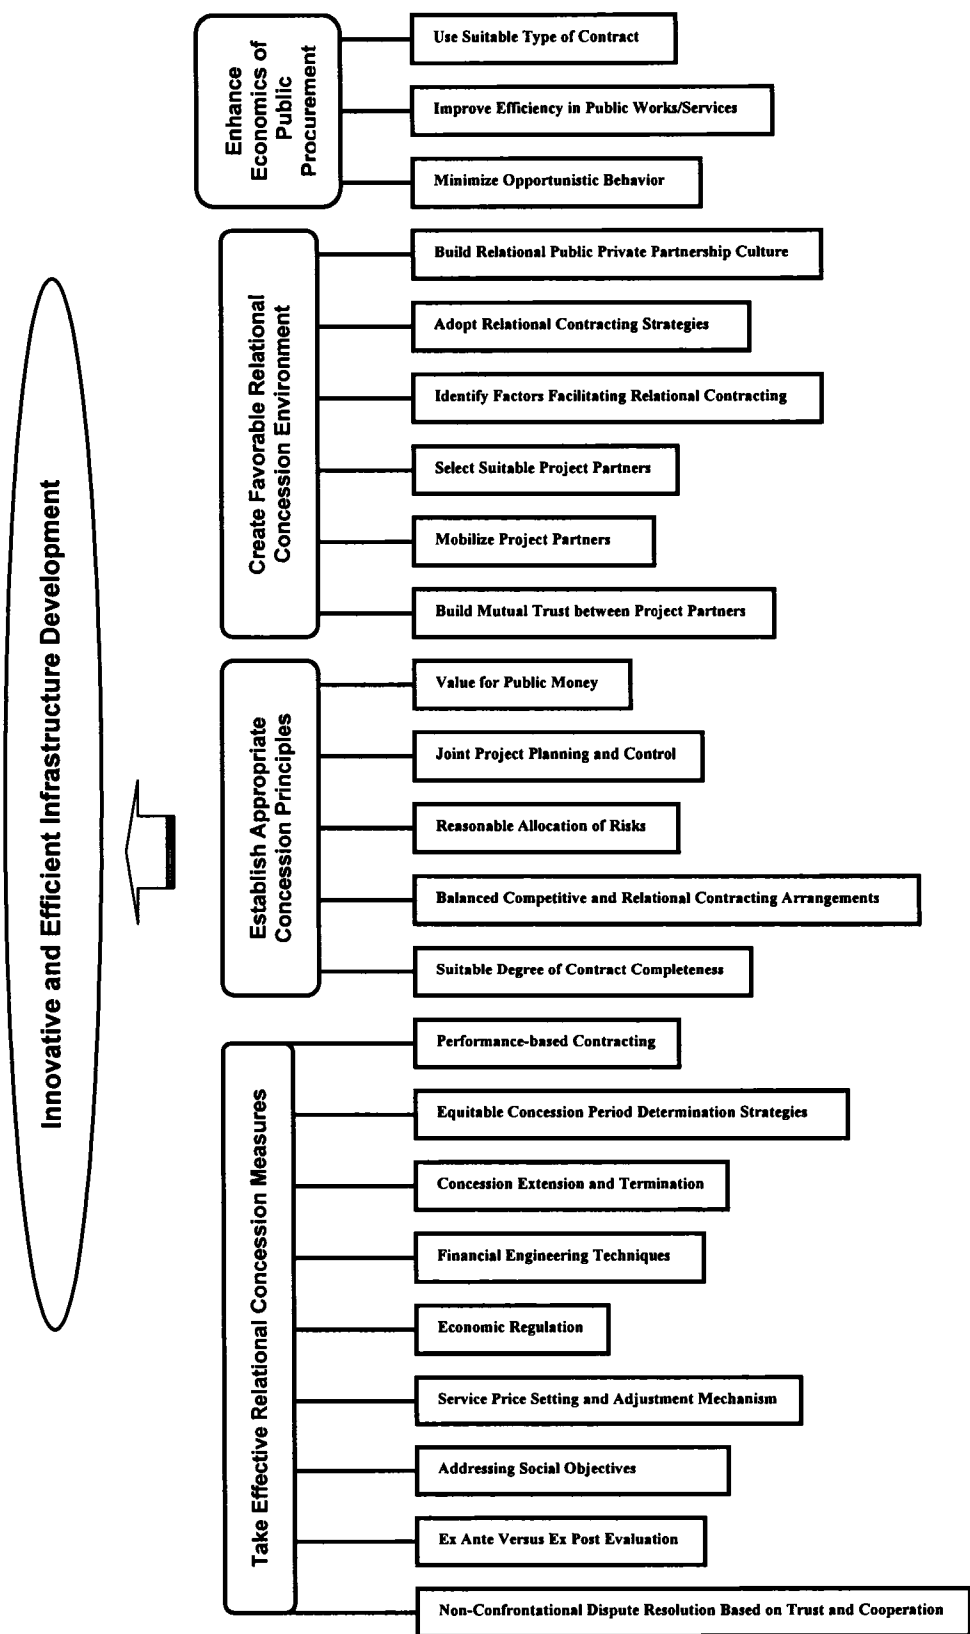 Innovative and Efficient Infrastructure Development
Enhance
Economics of
Public
Procurement
Use Suitable Type of Contract
Improve Efficiency in Public Works/Services
Minimize Opportunistic Behavior
Create Favorable Relational
Concession Environment
Build Relational Public Private Partnership Culture
Adopt Relational Contracting Strategies
Identify Factors Facilitating Relational Contracting
Select Suitable Project Partners
Mobilize Project Partners
Build Mutual Trust between Project Partners
Establish Appropriate
Concession Principles
Value for Public Money
Joint Project Planning and Control
Reasonable Allocation of Risks
Balanced Competitive and Relational Contracting Arrangements
Suitable Degree of Contract Completeness
Take Effective Relational Concession Measures
Performance-based Contracting
Equitable Concession Period Determination Strategies
Concession Extension and Termination
Financial Engineering Techniques
Economic Regulation
Service Price Setting and Adjustment Mechanism
Addressing Social Objectives
Ex Ante Versus Ex Post Evaluation
Non-Confrontational Dispute Resolution Based on Trust and Cooperation